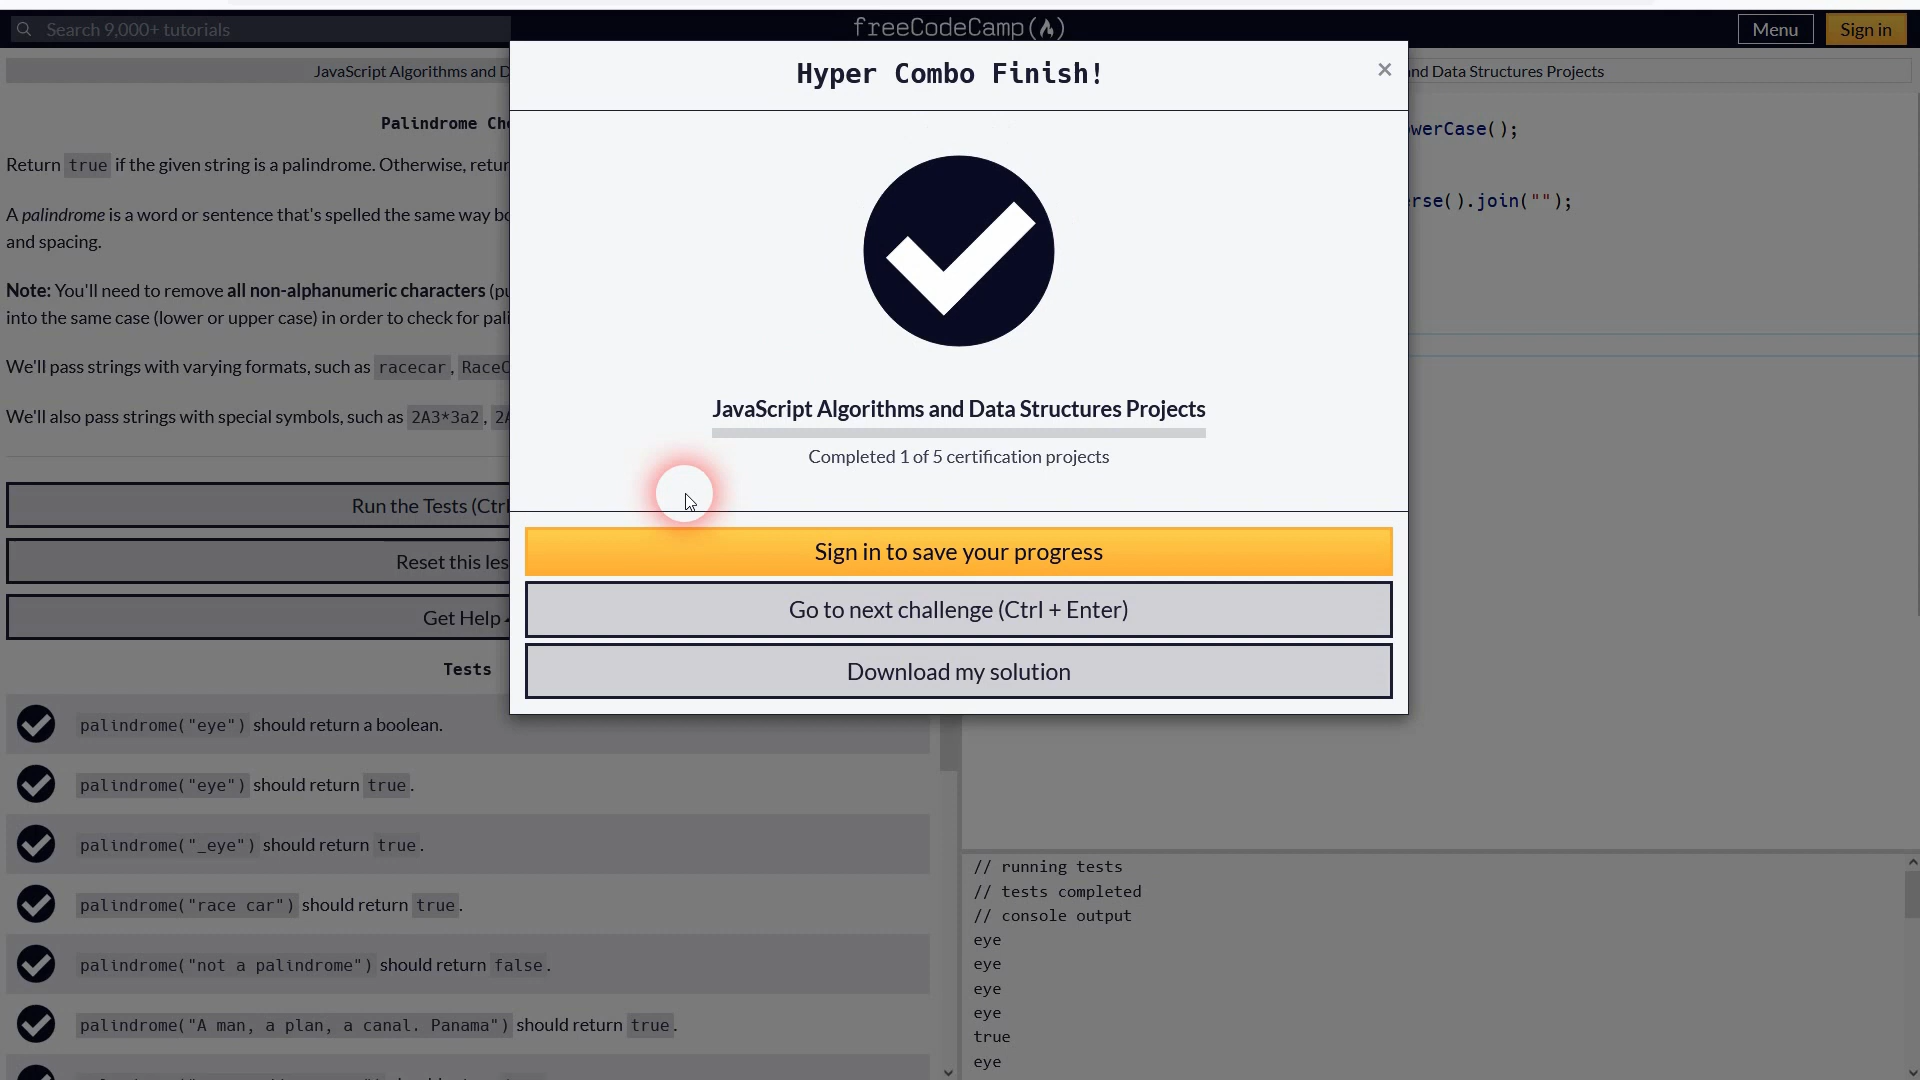 Search 9,000+ tutorials
freeCodeCamp
Menu
Sign in
JavaScript Algorithms and
and Data Structures Projects
Hyper Combo Finish!
×
Palindrome
Return true if the given string is a palindrome. Otherwise,
A palindrome is a word or sentence that's spelled the same way
and spacing.
Note: You'll need to remove all non-alphanumeric characters
into the same case (lower or upper case) in order to check for
We'll pass strings with varying formats, such as racecar,
We'll also pass strings with special symbols, such as 2A3*3a2,
werCase();
rse().join("");
JavaScript Algorithms and Data Structures Projects
Completed 1 of 5 certification projects
Sign in to save your progress
Go to next challenge (Ctrl + Enter)
Download my solution
Run the Tests (Ctrl
Reset this
Get Help
Tests
palindrome("eye") should return a boolean.
palindrome("eye") should return true.
palindrome("_eye") should return true.
palindrome("race car") should return true.
palindrome("not a palindrome") should return false.
palindrome("A man, a plan, a canal. Panama") should return true.
// running tests
// tests completed
// console output
eye
eye
eye
eye
true
eye